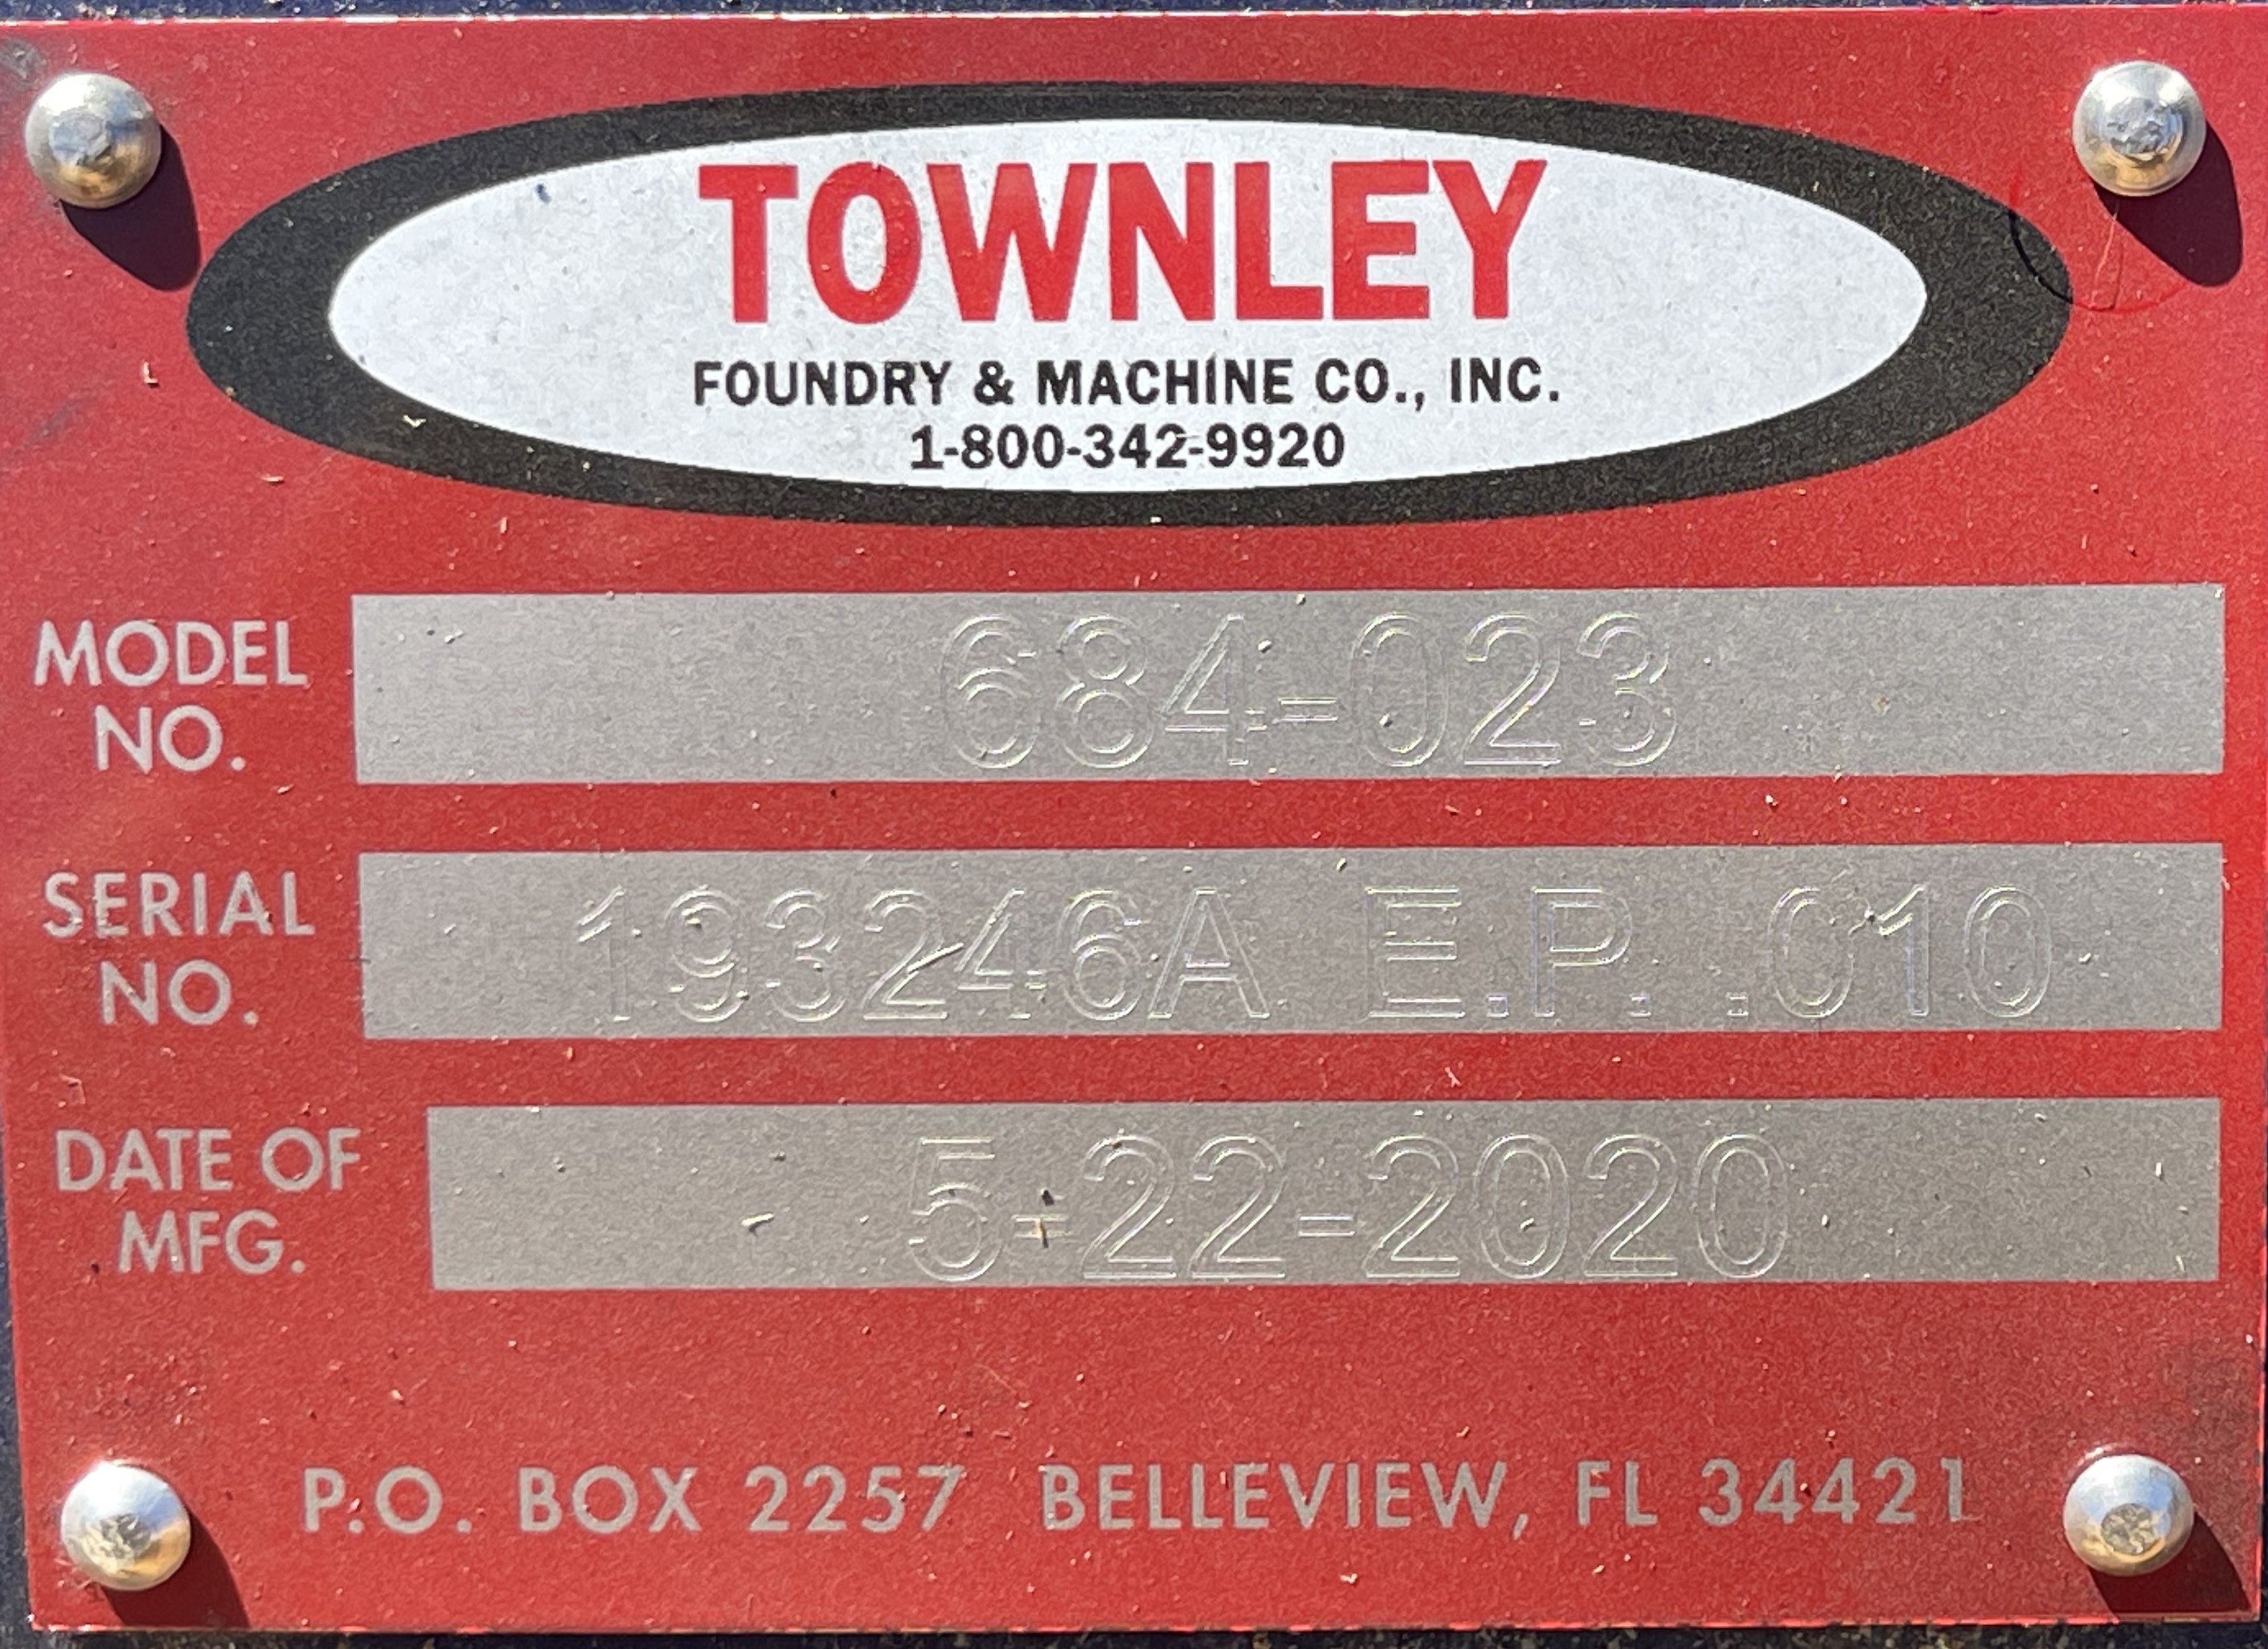 TOWNLEY
FOUNDRY & MACHINE CO., INC.
1-800-342-9920
MODEL NO. 684-023
SERIAL NO. 193246A E.P. .010
DATE OF MFG. 5-22-2020
P.O. BOX 2257 BELLEVIEW, FL 34421